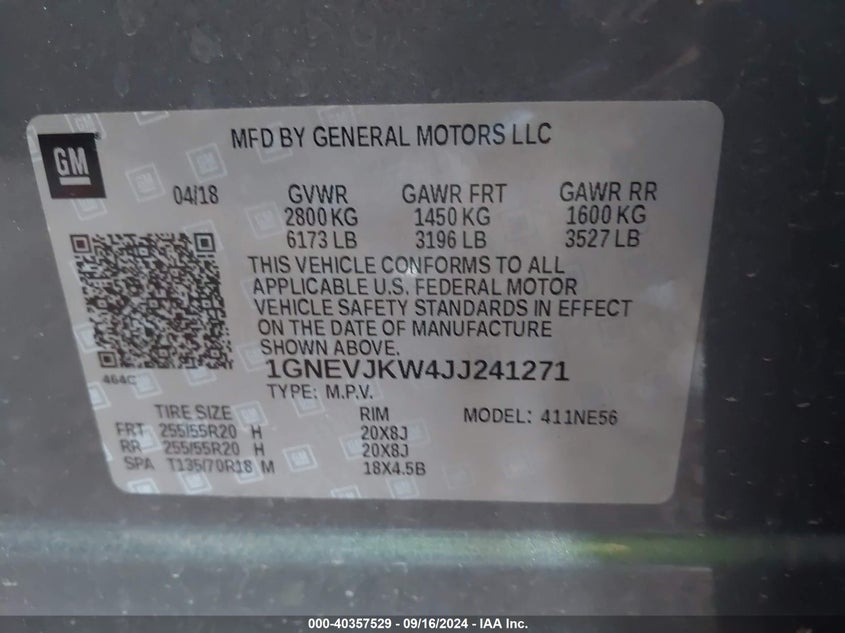 GM
MFD BY GENERAL MOTORS LLC
04/18 GVWR GAWR FRT GAWR RR
2800 KG 1450 KG 1600 KG
6173 LB 3196 LB 3527 LB
THIS VEHICLE CONFORMS TO ALL
APPLICABLE U.S. FEDERAL MOTOR
VEHICLE SAFETY STANDARDS IN EFFECT
ON THE DATE OF MANUFACTURE
SHOWN ABOVE.
464C
1GNEVJKW4JJ241271
TYPE: M.P.V.
TIRE SIZE RIM MODEL: 411NE56
FRT 255/55R20 H 20X8J
RR 255/55R20 H 20X8J
SPA T135/70R18 M 18X4.5B
000-40357529 - 09/16/2024 - IAA Inc.